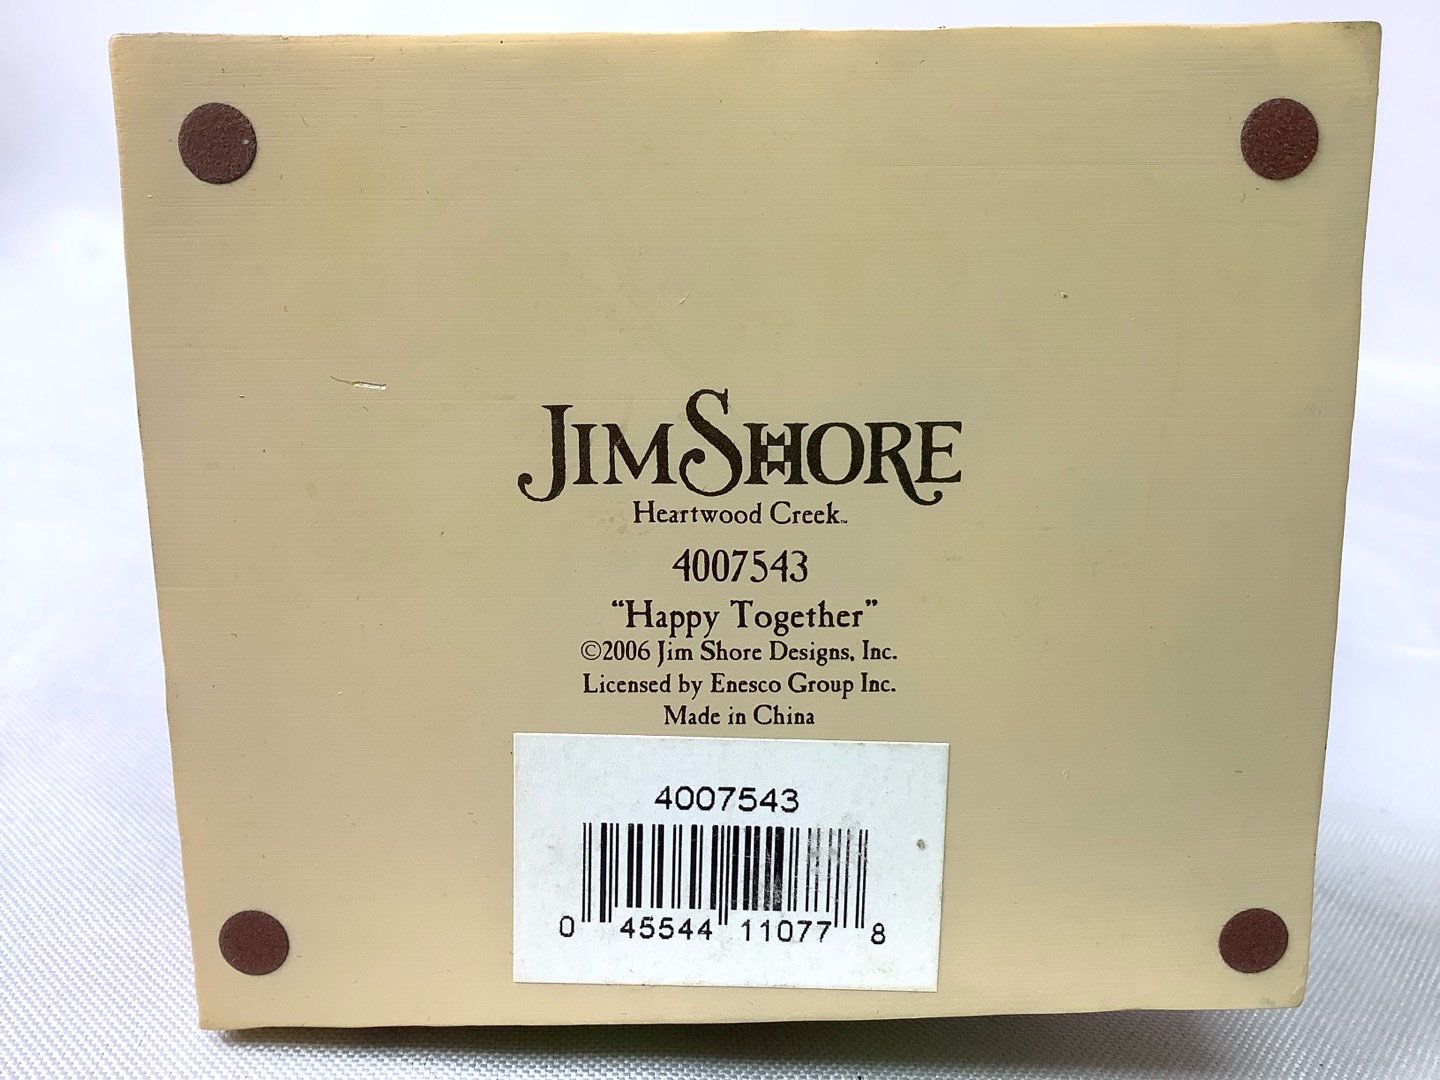 JIM SHORE
Heartwood Creek™
4007543
“Happy Together”
©2006 Jim Shore Designs, Inc.
Licensed by Enesco Group Inc.
Made in China
4007543
0 45544 11077 8